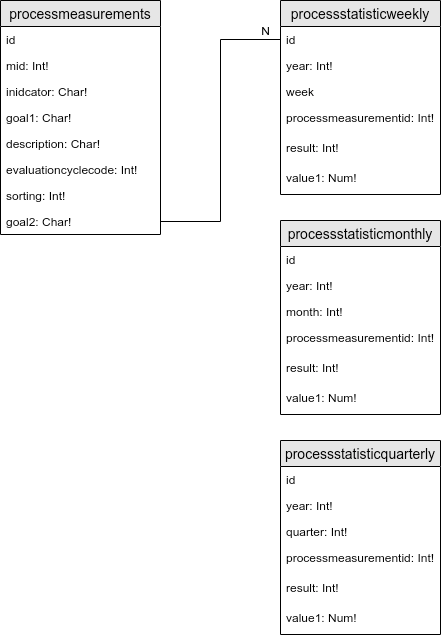 processmeasurements
id
mid: Int!
inidcator: Char!
goal1: Char!
description: Char!
evaluationcyclecode: Int!
sorting: Int!
goal2: Char!
N
processstatisticweekly
id
year: Int!
week
processmeasurementid: Int!
result: Int!
value1: Num!
processstatisticmonthly
id
year: Int!
month: Int!
processmeasurementid: Int!
result: Int!
value1: Num!
processstatisticquarterly
id
year: Int!
quarter: Int!
processmeasurementid: Int!
result: Int!
value1: Num!